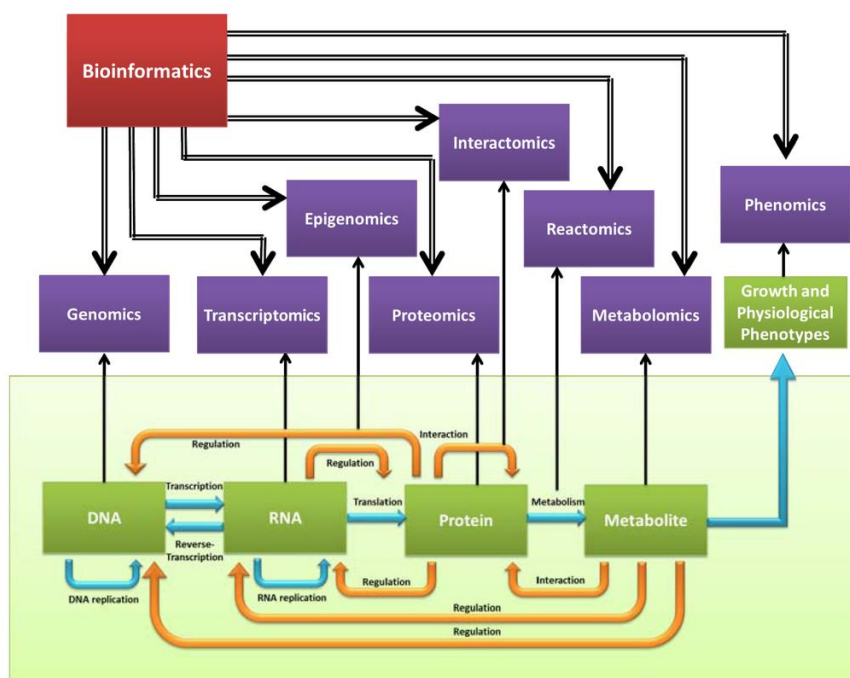 Bioinformatics
Interactomics
Phenomics
Epigenomics
Reactomics
Genomics
Transcriptomics
Proteomics
Metabolomics
Growth and
Physiological
Phenotypes
Regulation
Interaction
Regulation
Transcription
Translation
Metabolism
DNA
RNA
Protein
Metabolite
Reverse-
Transcription
Regulation
Interaction
DNA replication
RNA replication
Regulation
Regulation